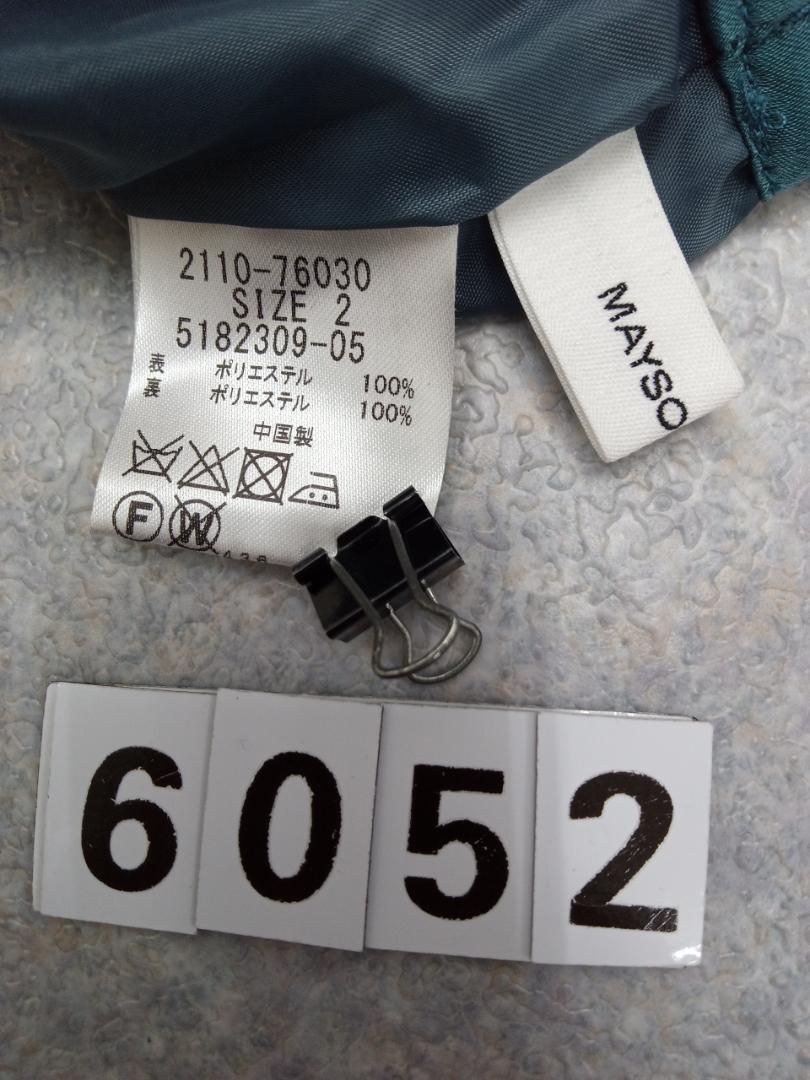 2110-76030
SIZE 2
5182309-05
表 ポリエステル 100%
裏 ポリエステル 100%
中国製
F W
MAYSO
6052